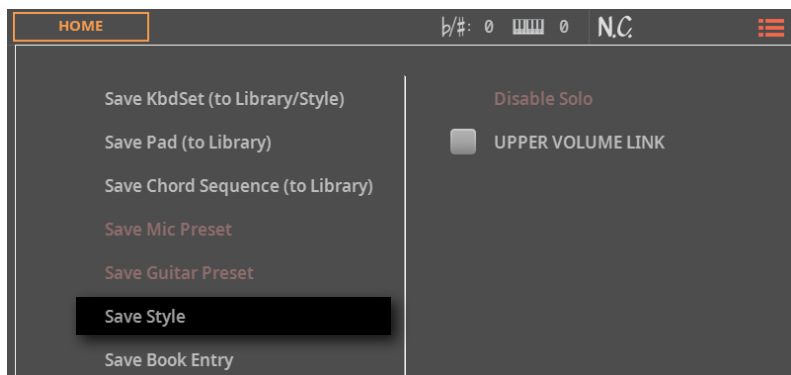 HOME
♭/#: 0 0 N.C.
Save KbdSet (to Library/Style)
Save Pad (to Library)
Save Chord Sequence (to Library)
Save Mic Preset
Save Guitar Preset
Save Style
Save Book Entry
Disable Solo
UPPER VOLUME LINK